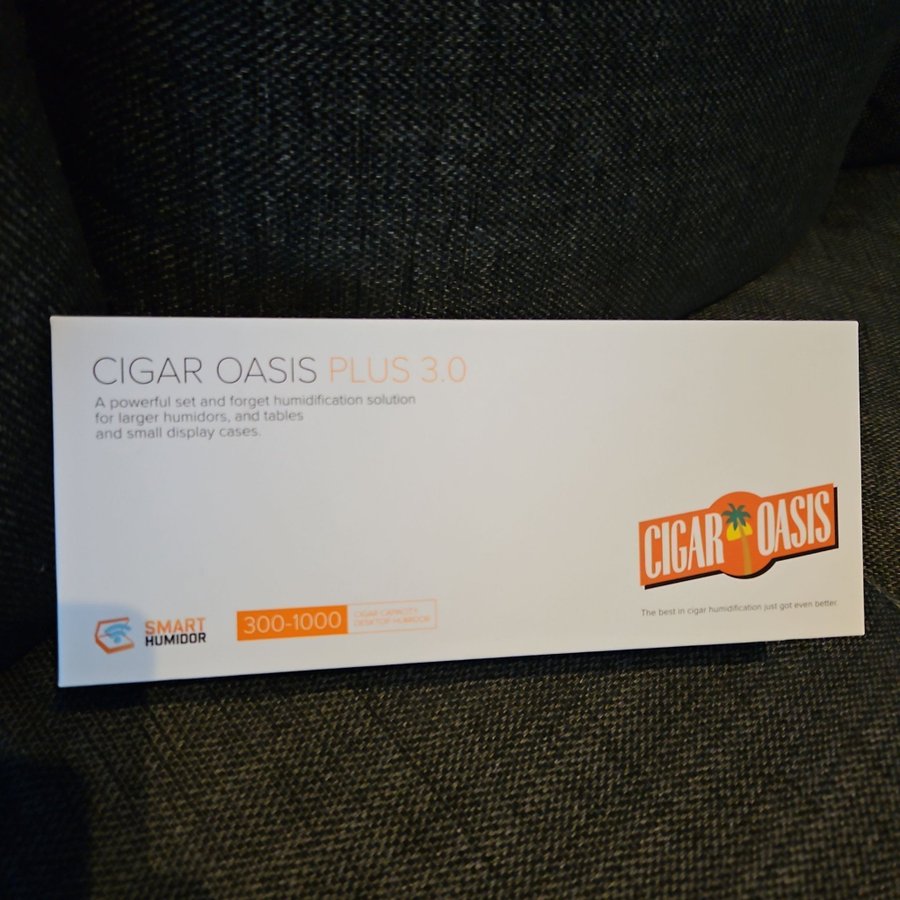 CIGAR OASIS PLUS 3.0
A powerful set and forget humidification solution
for larger humidors, and tables
and small display cases.
CIGAR OASIS
The best in cigar humidification just got even better.
SMART
HUMIDOR
300-1000
CIGAR CAPACITY
DESKTOP HUMIDOR